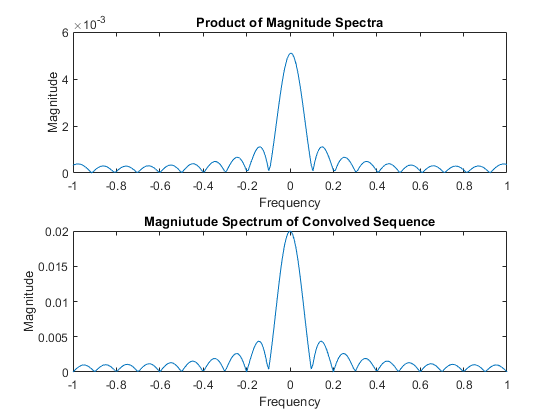 Product of Magnitude Spectra
×10-3
6
4
2
0
Magnitude
-1 -0.8 -0.6 -0.4 -0.2 0 0.2 0.4 0.6 0.8 1
Frequency
Magniutude Spectrum of Convolved Sequence
0.02
0.015
0.01
0.005
0
Magnitude
-1 -0.8 -0.6 -0.4 -0.2 0 0.2 0.4 0.6 0.8 1
Frequency